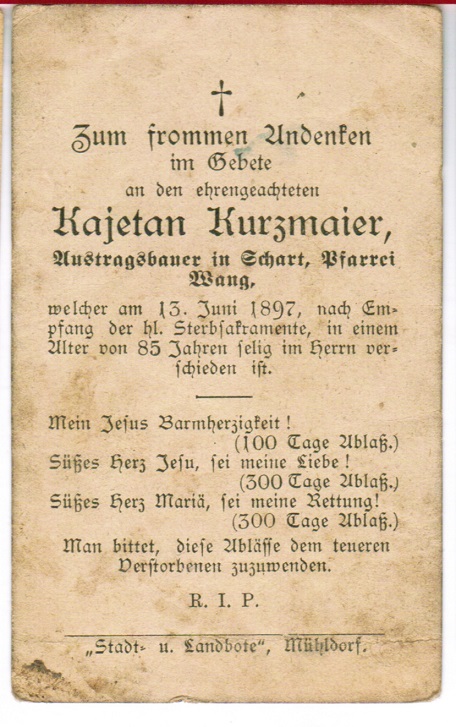 †
Zum frommen Andenken
im Gebete
an den ehrengeachteten
Kajetan Kurzmaier,
Austragsbauer in Schart, Pfarrei
Wang,
welcher am 13. Juni 1897, nach Em-
pfang der hl. Sterbsakramente, in einem
Alter von 85 Jahren selig im Herrn ver-
schieden ist.
Mein Jesus Barmherzigkeit!
(100 Tage Ablaß.)
Süßes Herz Jesu, sei meine Liebe!
(300 Tage Ablaß.)
Süßes Herz Mariä, sei meine Rettung!
(300 Tage Ablaß.)
Man bittet, diese Ablässe dem teueren
Verstorbenen zuzuwenden.
R. I. P.
„Stadt- u. Landbote", Mühldorf.